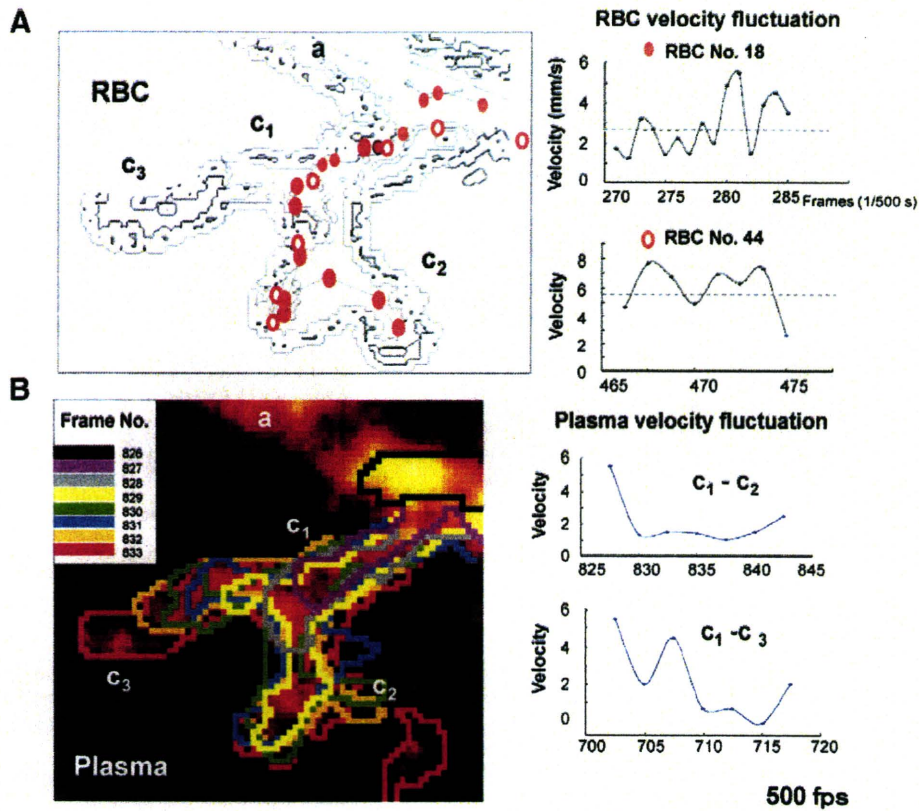 A
RBC
a
c1
c3
c2
RBC velocity fluctuation
RBC No. 18
Velocity (mm/s)
6
4
2
0
270
275
280
285
Frames (1/500 s)
RBC No. 44
Velocity
8
6
4
2
0
465
470
475
B
Frame No.
826
827
828
829
830
831
832
833
a
c1
c3
c2
Plasma
Plasma velocity fluctuation
Velocity
6
4
2
0
C1 - C2
825
830
835
840
845
Velocity
6
4
2
0
C1 - C3
700
705
710
715
720
500 fps